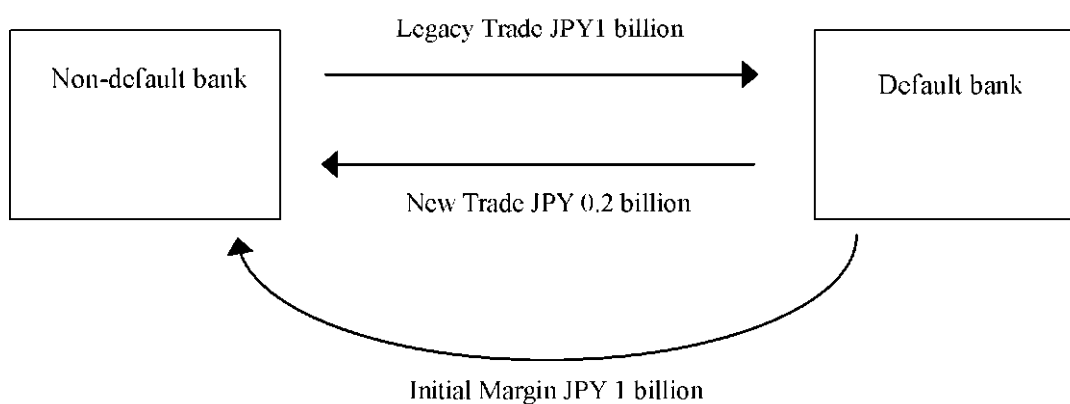 Legacy Trade JPY1 billion
Non-default bank
Default bank
New Trade JPY 0.2 billion
Initial Margin JPY 1 billion